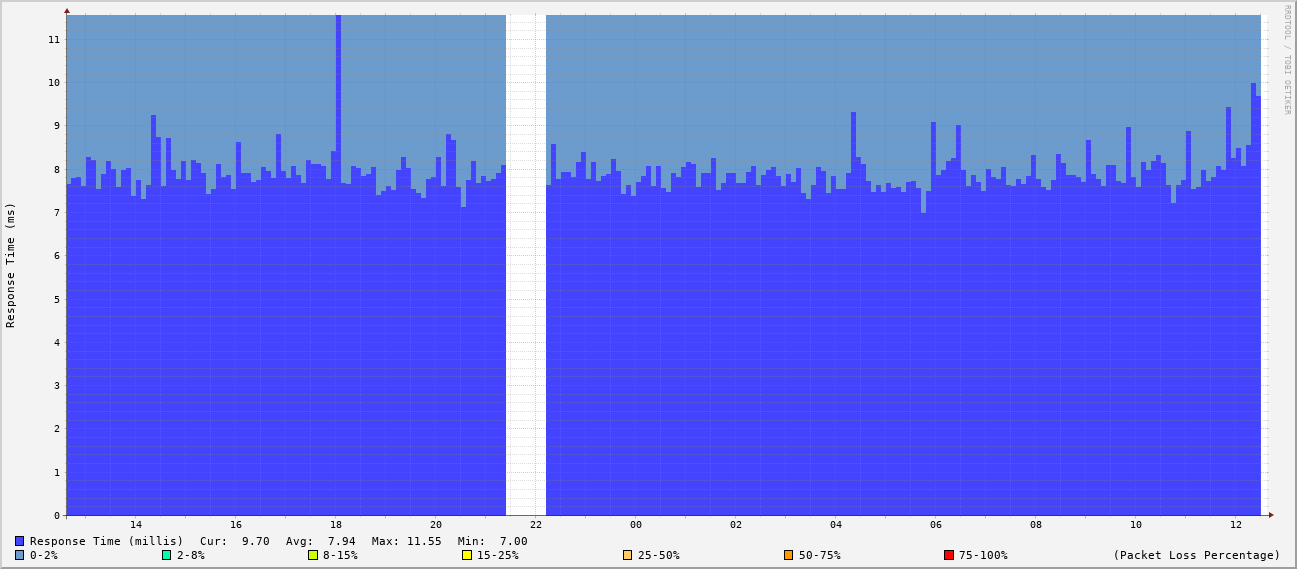 RRDTOOL / TOBI OETIKER
Response Time (ms)
11
10
9
8
7
6
5
4
3
2
1
0
14 16 18 20 22 00 02 04 06 08 10 12
Response Time (millis) Cur: 9.70 Avg: 7.94 Max: 11.55 Min: 7.00
0-2% 2-8% 8-15% 15-25% 25-50% 50-75% 75-100% (Packet Loss Percentage)